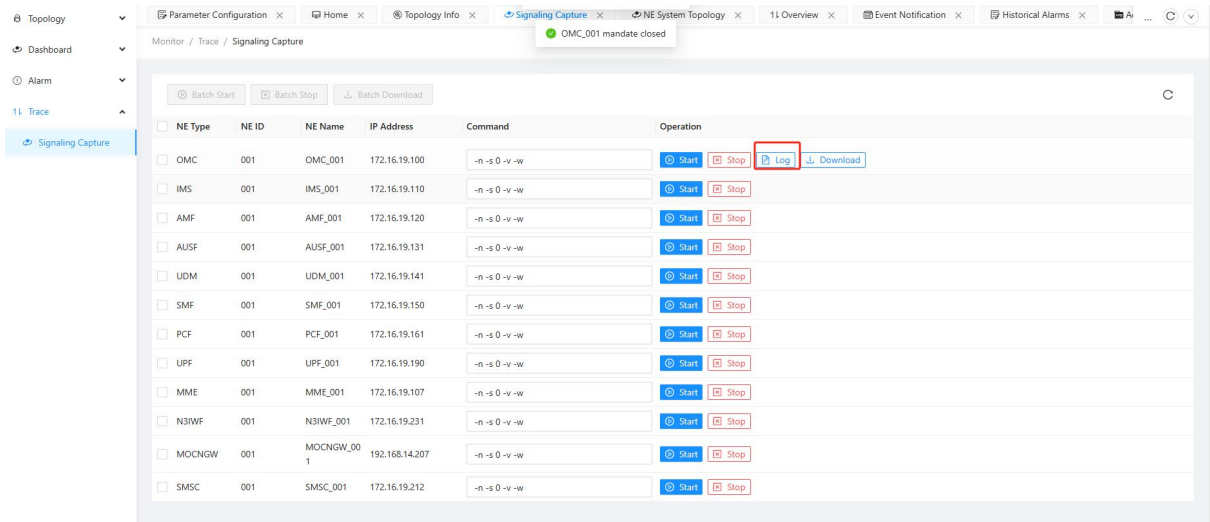 Topology
Dashboard
Alarm
Trace
Signaling Capture
Parameter Configuration Home Topology Info Signaling Capture NE System Topology Overview Event Notification Historical Alarms ...
OMC_001 mandate closed
Monitor / Trace / Signaling Capture
Batch Start Batch Stop Batch Download
NE Type NE ID NE Name IP Address Command Operation
OMC 001 OMC_001 172.16.19.100 -n -s 0 -v -w Start Stop Log Download
IMS 001 IMS_001 172.16.19.110 -n -s 0 -v -w Start Stop
AMF 001 AMF_001 172.16.19.120 -n -s 0 -v -w Start Stop
AUSF 001 AUSF_001 172.16.19.131 -n -s 0 -v -w Start Stop
UDM 001 UDM_001 172.16.19.141 -n -s 0 -v -w Start Stop
SMF 001 SMF_001 172.16.19.150 -n -s 0 -v -w Start Stop
PCF 001 PCF_001 172.16.19.161 -n -s 0 -v -w Start Stop
UPF 001 UPF_001 172.16.19.190 -n -s 0 -v -w Start Stop
MME 001 MME_001 172.16.19.107 -n -s 0 -v -w Start Stop
N3IWF 001 N3IWF_001 172.16.19.231 -n -s 0 -v -w Start Stop
MOCNGW 001 MOCNGW_00
1 192.168.14.207 -n -s 0 -v -w Start Stop
SMSC 001 SMSC_001 172.16.19.212 -n -s 0 -v -w Start Stop